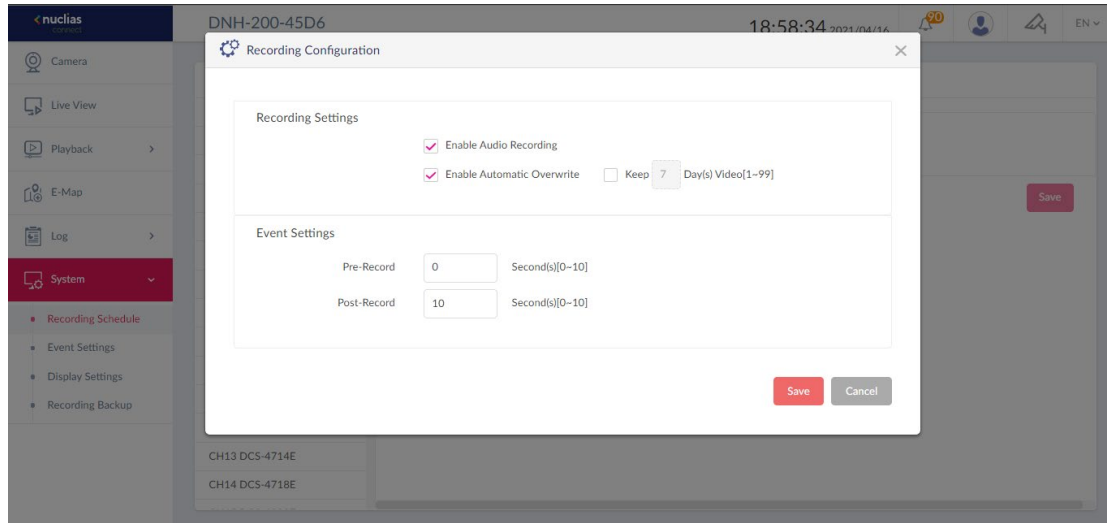 nuclias
connect
DNH-200-45D6
18:58:34 2021/04/16
90
EN
Camera
Live View
Playback
E-Map
Log
System
Recording Schedule
Event Settings
Display Settings
Recording Backup
Recording Configuration
Recording Settings
Enable Audio Recording
Enable Automatic Overwrite Keep 7 Day(s) Video[1~99]
Event Settings
Pre-Record 0 Second(s)[0~10]
Post-Record 10 Second(s)[0~10]
Save Cancel
Save
CH13 DCS-4714E
CH14 DCS-4718E